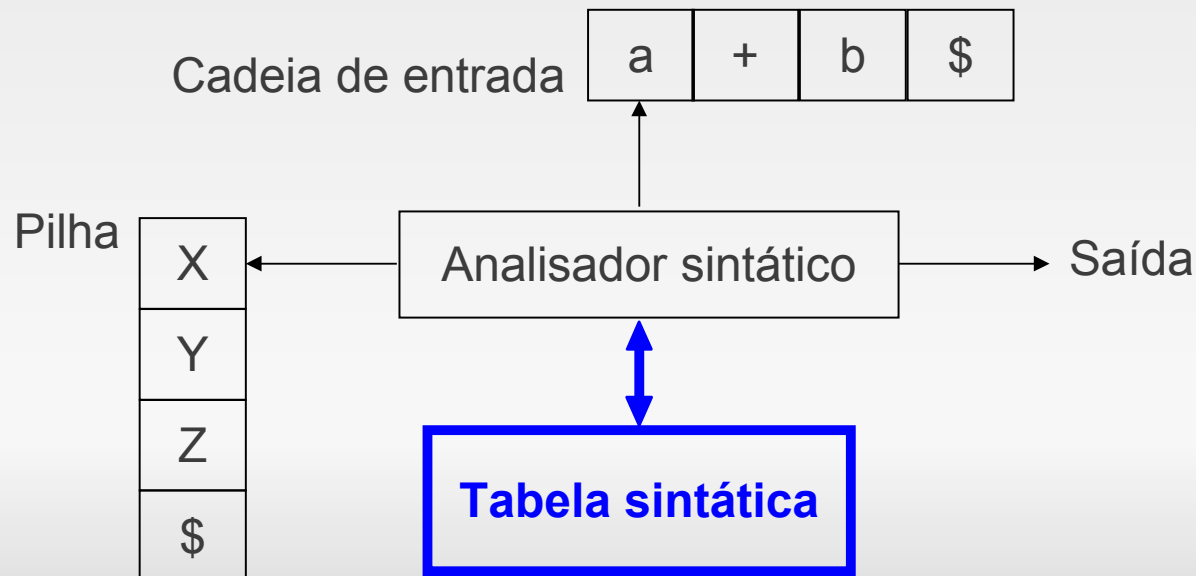 Cadeia de entrada a + b $
Pilha
X
Y
Z
$
Analisador sintático
Saída
Tabela sintática